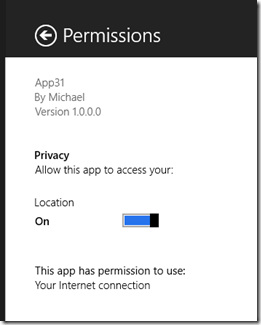 Permissions
App31
By Michael
Version 1.0.0.0
Privacy
Allow this app to access your:
Location
On
This app has permission to use:
Your Internet connection